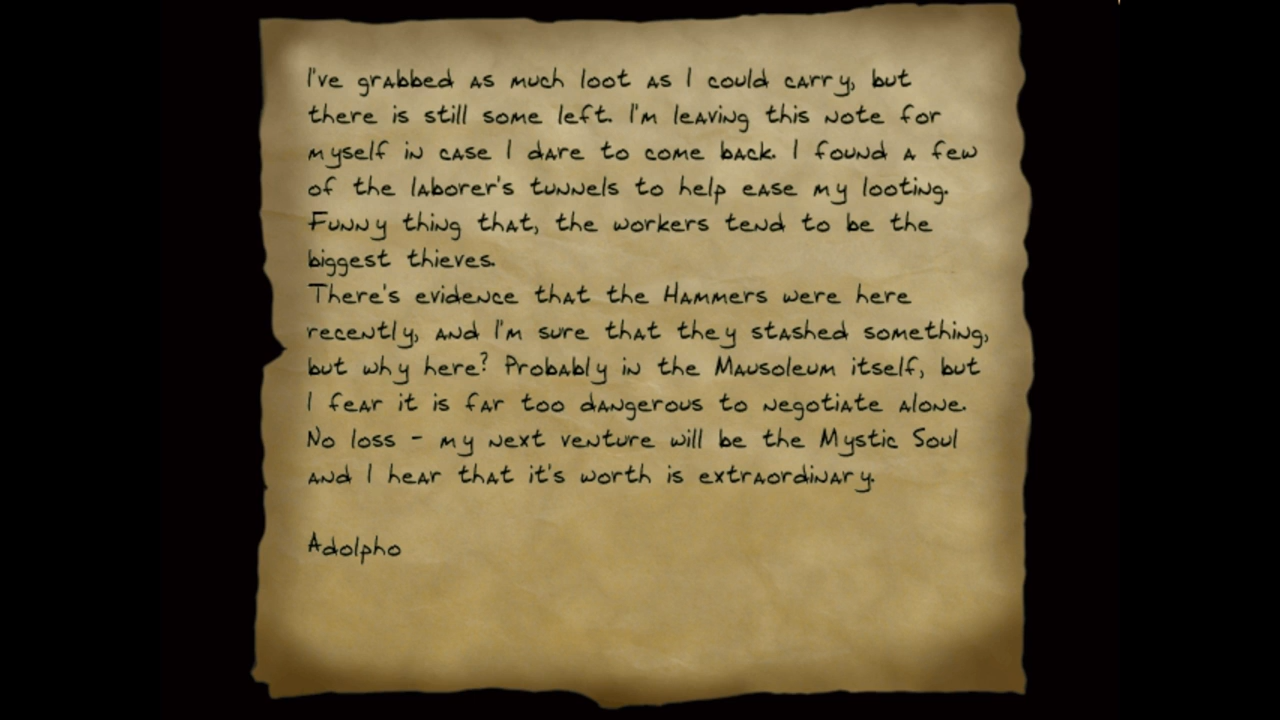 I've grabbed as much loot as I could carry, but
there is still some left. I'm leaving this note for
myself in case I dare to come back. I found a few
of the laborer's tunnels to help ease my looting.
Funny thing that, the workers tend to be the
biggest thieves.
There's evidence that the Hammers were here
recently, and I'm sure that they stashed something,
but why here? Probably in the Mausoleum itself, but
I fear it is far too dangerous to negotiate alone.
No loss - my next venture will be the Mystic Soul
and I hear that it's worth is extraordinary.
Adolpho